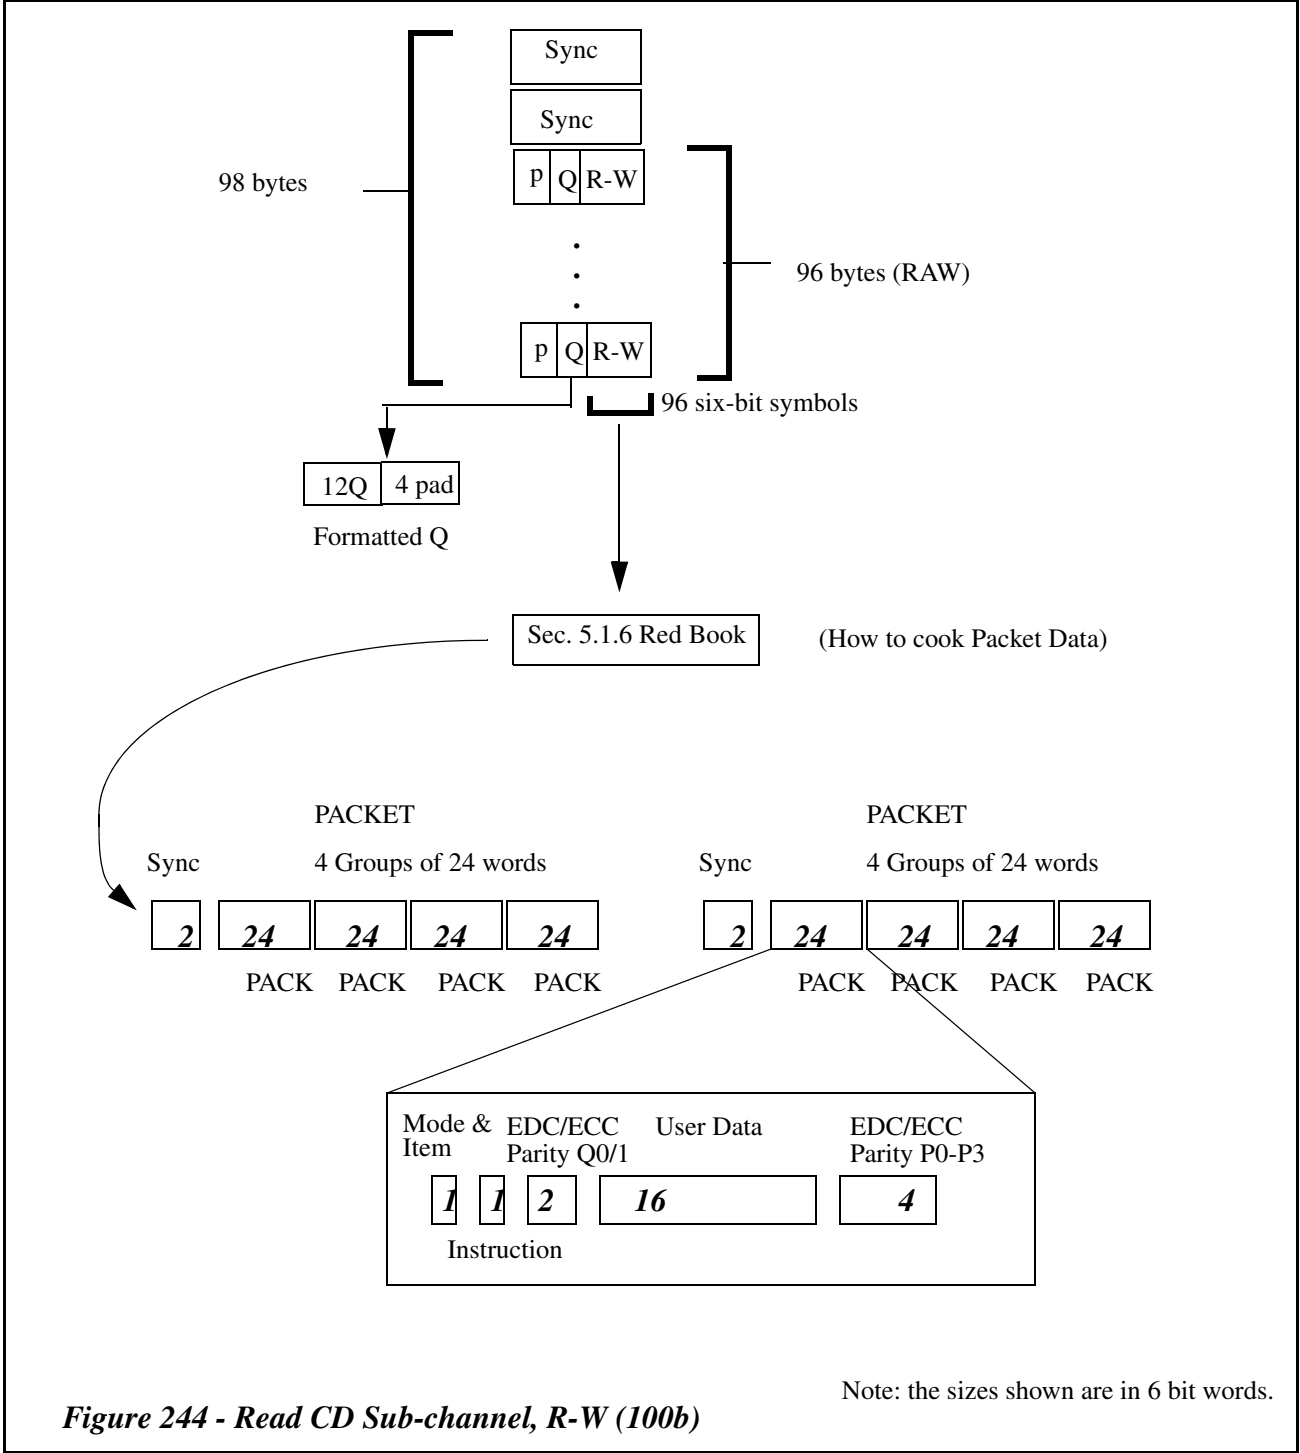 Sync
Sync
98 bytes
p Q R-W
.
.
.
96 bytes (RAW)
p Q R-W
96 six-bit symbols
12Q 4 pad
Formatted Q
Sec. 5.1.6 Red Book
(How to cook Packet Data)
PACKET PACKET
Sync 4 Groups of 24 words Sync 4 Groups of 24 words
2 24 24 24 24 2 24 24 24 24
PACK PACK PACK PACK PACK PACK PACK PACK
Mode & EDC/ECC User Data EDC/ECC
Item Parity Q0/1 Parity P0-P3
1 1 2 16 4
Instruction
Note: the sizes shown are in 6 bit words.
Figure 244 - Read CD Sub-channel, R-W (100b)